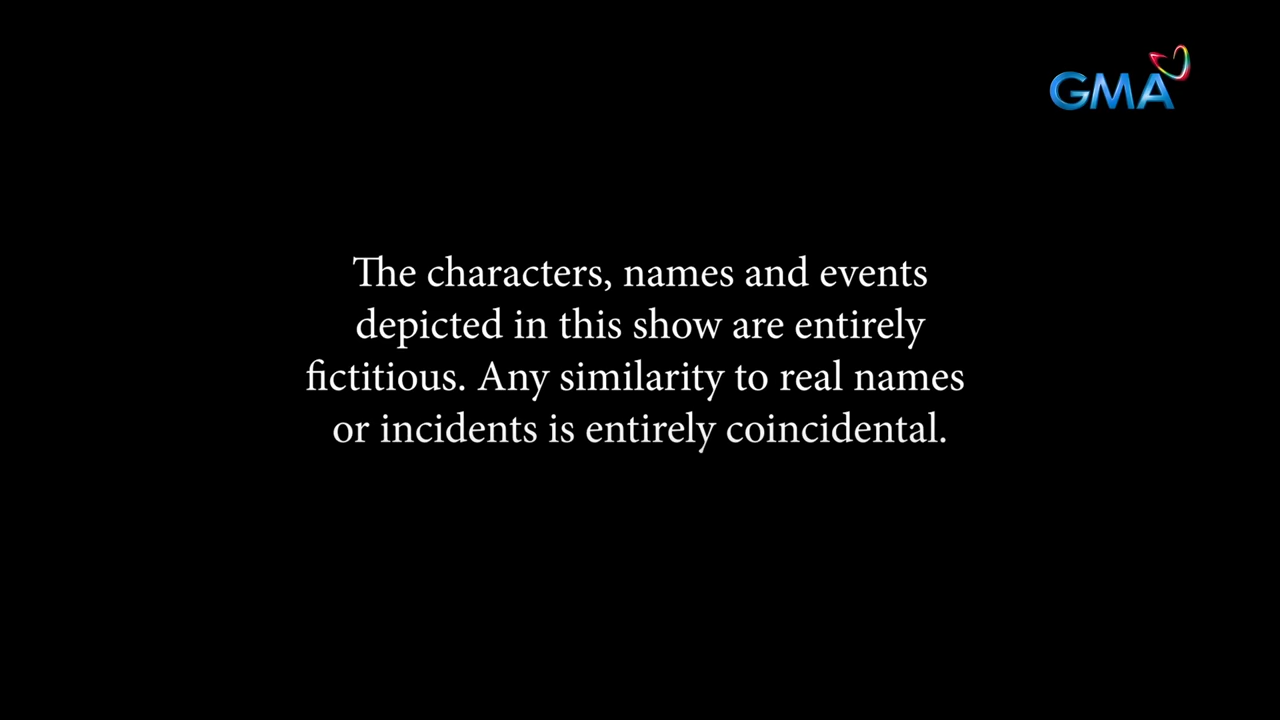 GMA
The characters, names and events
depicted in this show are entirely
fictitious. Any similarity to real names
or incidents is entirely coincidental.